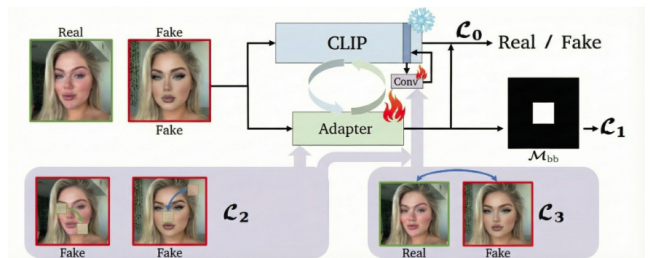 Real
Fake
CLIP
ℒ₀
Real / Fake
Conv
Fake
Adapter
ℳbb
ℒ₁
ℒ₂
ℒ₃
Fake
Fake
Real
Fake